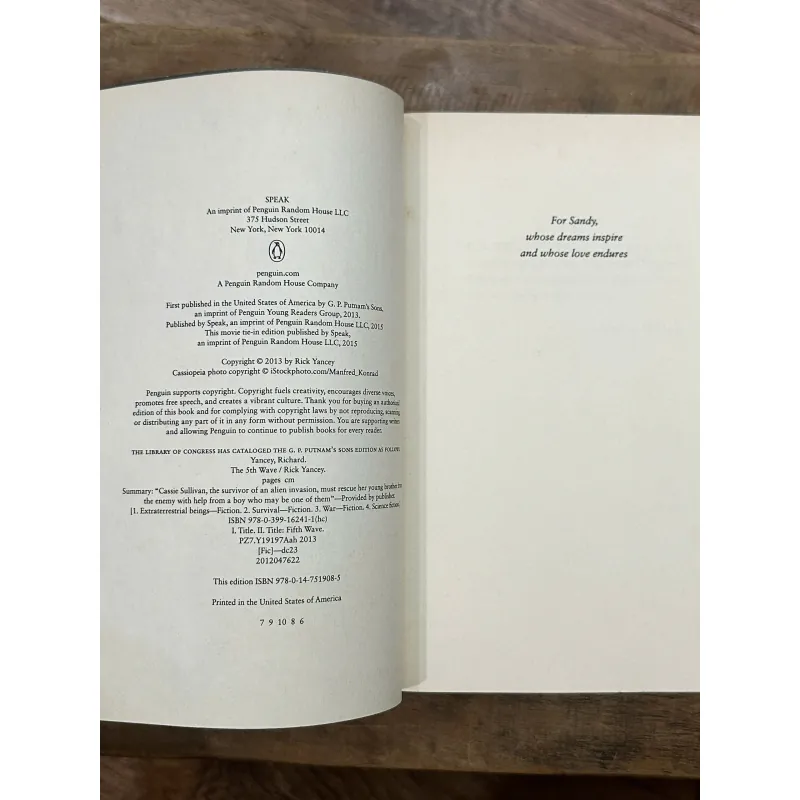 SPEAK
An imprint of Penguin Random House LLC
375 Hudson Street
New York, New York 10014
penguin.com
A Penguin Random House Company
First published in the United States of America by G. P. Putnam's Sons,
an imprint of Penguin Young Readers Group, 2013.
Published by Speak, an imprint of Penguin Random House LLC, 2015
This movie tie-in edition published by Speak,
an imprint of Penguin Random House LLC, 2015
Copyright © 2013 by Rick Yancey
Cassiopeia photo copyright © iStockphoto.com/Manfred_Konrad
Penguin supports copyright. Copyright fuels creativity, encourages diverse voices,
promotes free speech, and creates a vibrant culture. Thank you for buying an authorized
edition of this book and for complying with copyright laws by not reproducing, scanning
or distributing any part of it in any form without permission. You are supporting writers
and allowing Penguin to continue to publish books for every reader.
THE LIBRARY OF CONGRESS HAS CATALOGED THE G. P. PUTNAM'S SONS EDITION AS FOLLOWS
Yancey, Richard.
The 5th Wave / Rick Yancey.
pages cm
Summary: "Cassie Sullivan, the survivor of an alien invasion, must rescue her young brother
the enemy with help from a boy who may be one of them"—Provided by publisher.
[1. Extraterrestrial beings—Fiction. 2. Survival—Fiction. 3. War—Fiction. 4. Science fiction
ISBN 978-0-399-16241-1(hc)
I. Title. II. Title: Fifth Wave.
PZ7.Y19197Aah 2013
[Fic]—dc23
2012047622
This edition ISBN 978-0-14-751908-5
Printed in the United States of America
7 9 10 8 6
For Sandy,
whose dreams inspire
and whose love endures